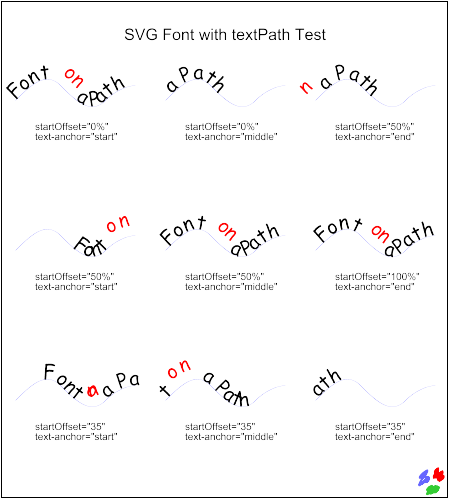 SVG Font with textPath Test
Font on aPath
aPath
n aPath
startOffset="0%"
text-anchor="start"
startOffset="0%"
text-anchor="middle"
startOffset="50%"
text-anchor="end"
Font on
Font on aPath
Font on aPath
startOffset="50%"
text-anchor="start"
startOffset="50%"
text-anchor="middle"
startOffset="100%"
text-anchor="end"
Font on aPa
t on aPath
ath
startOffset="35"
text-anchor="start"
startOffset="35"
text-anchor="middle"
startOffset="35"
text-anchor="end"